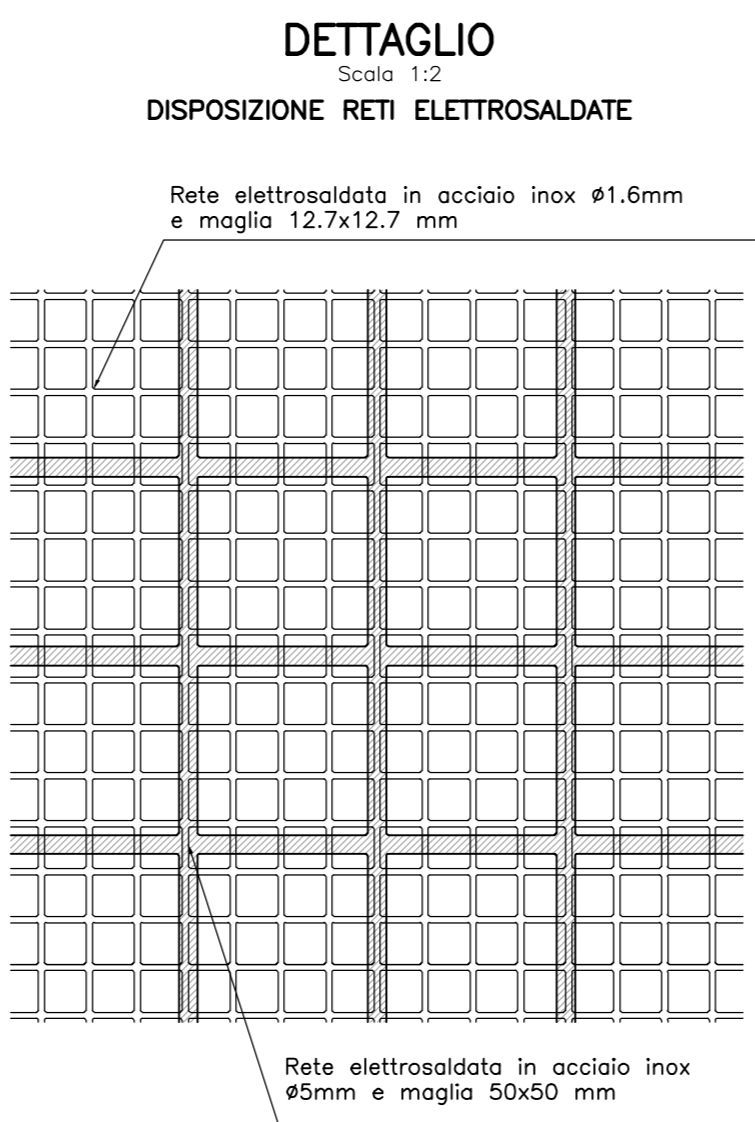 DETTAGLIO
Scala 1:2
DISPOSIZIONE RETI ELETTROSALDATE
Rete elettrosaldata in acciaio inox ø1.6mm
e maglia 12.7x12.7 mm
Rete elettrosaldata in acciaio inox
ø5mm e maglia 50x50 mm